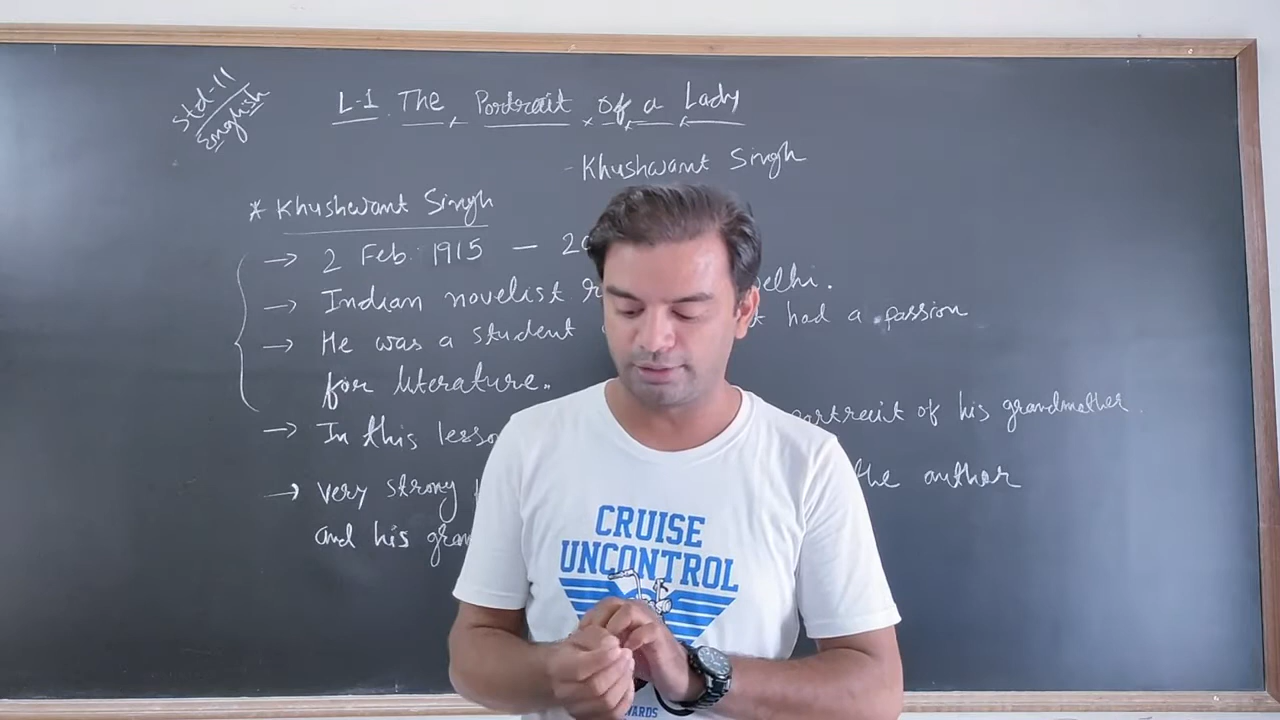 Std-11
English
L-1. The Portrait of a Lady
- Khushwant Singh
* Khushwant Singh
→ 2 Feb. 1915 – 20
→ Indian novelist elhi.
→ He was a student t had a passion
for literature..
→ In this lesso ortrait of his grandmother.
→ very strong the author
and his gran
CRUISE
UNCONTROL
WARDS